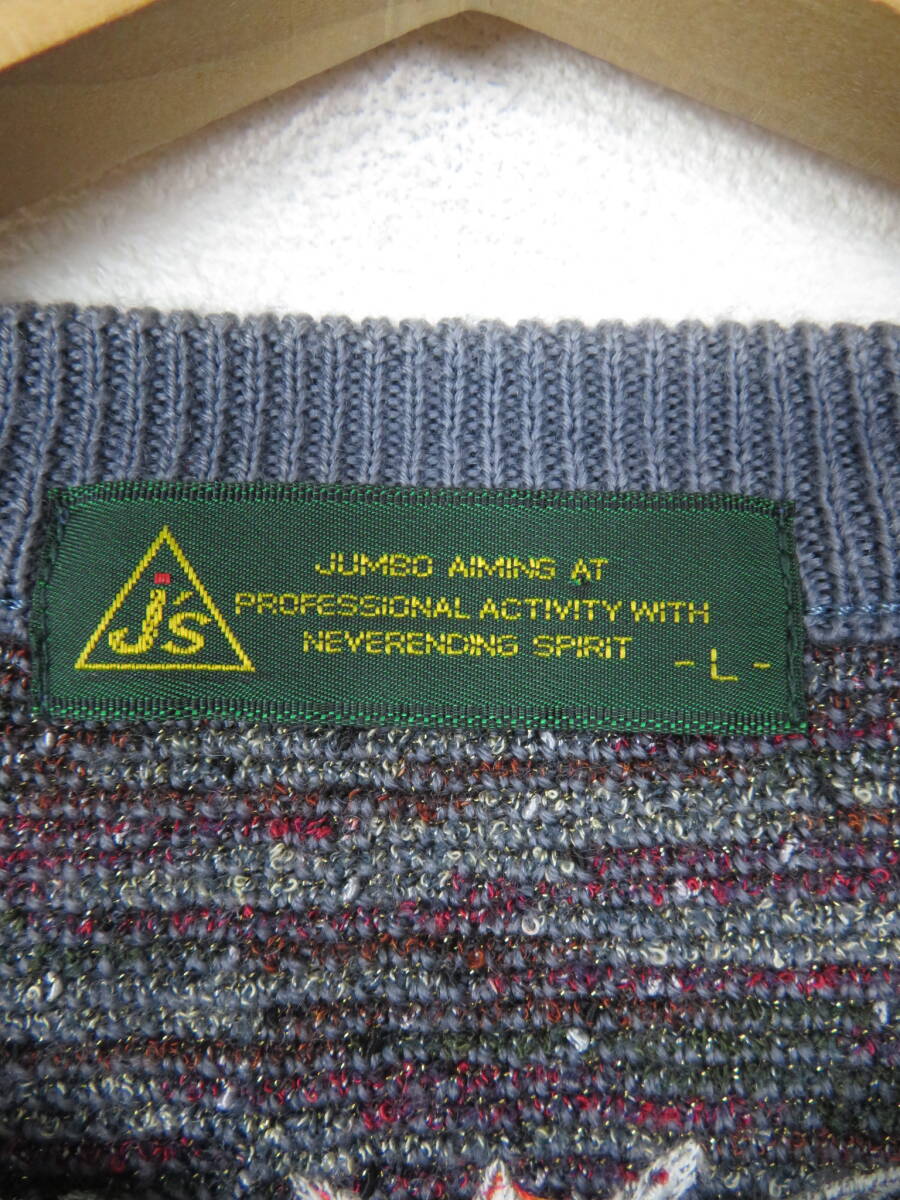 J's
JUMBO AIMING AT
PROFESSIONAL ACTIVITY WITH
NEVERENDING SPIRIT
- L -